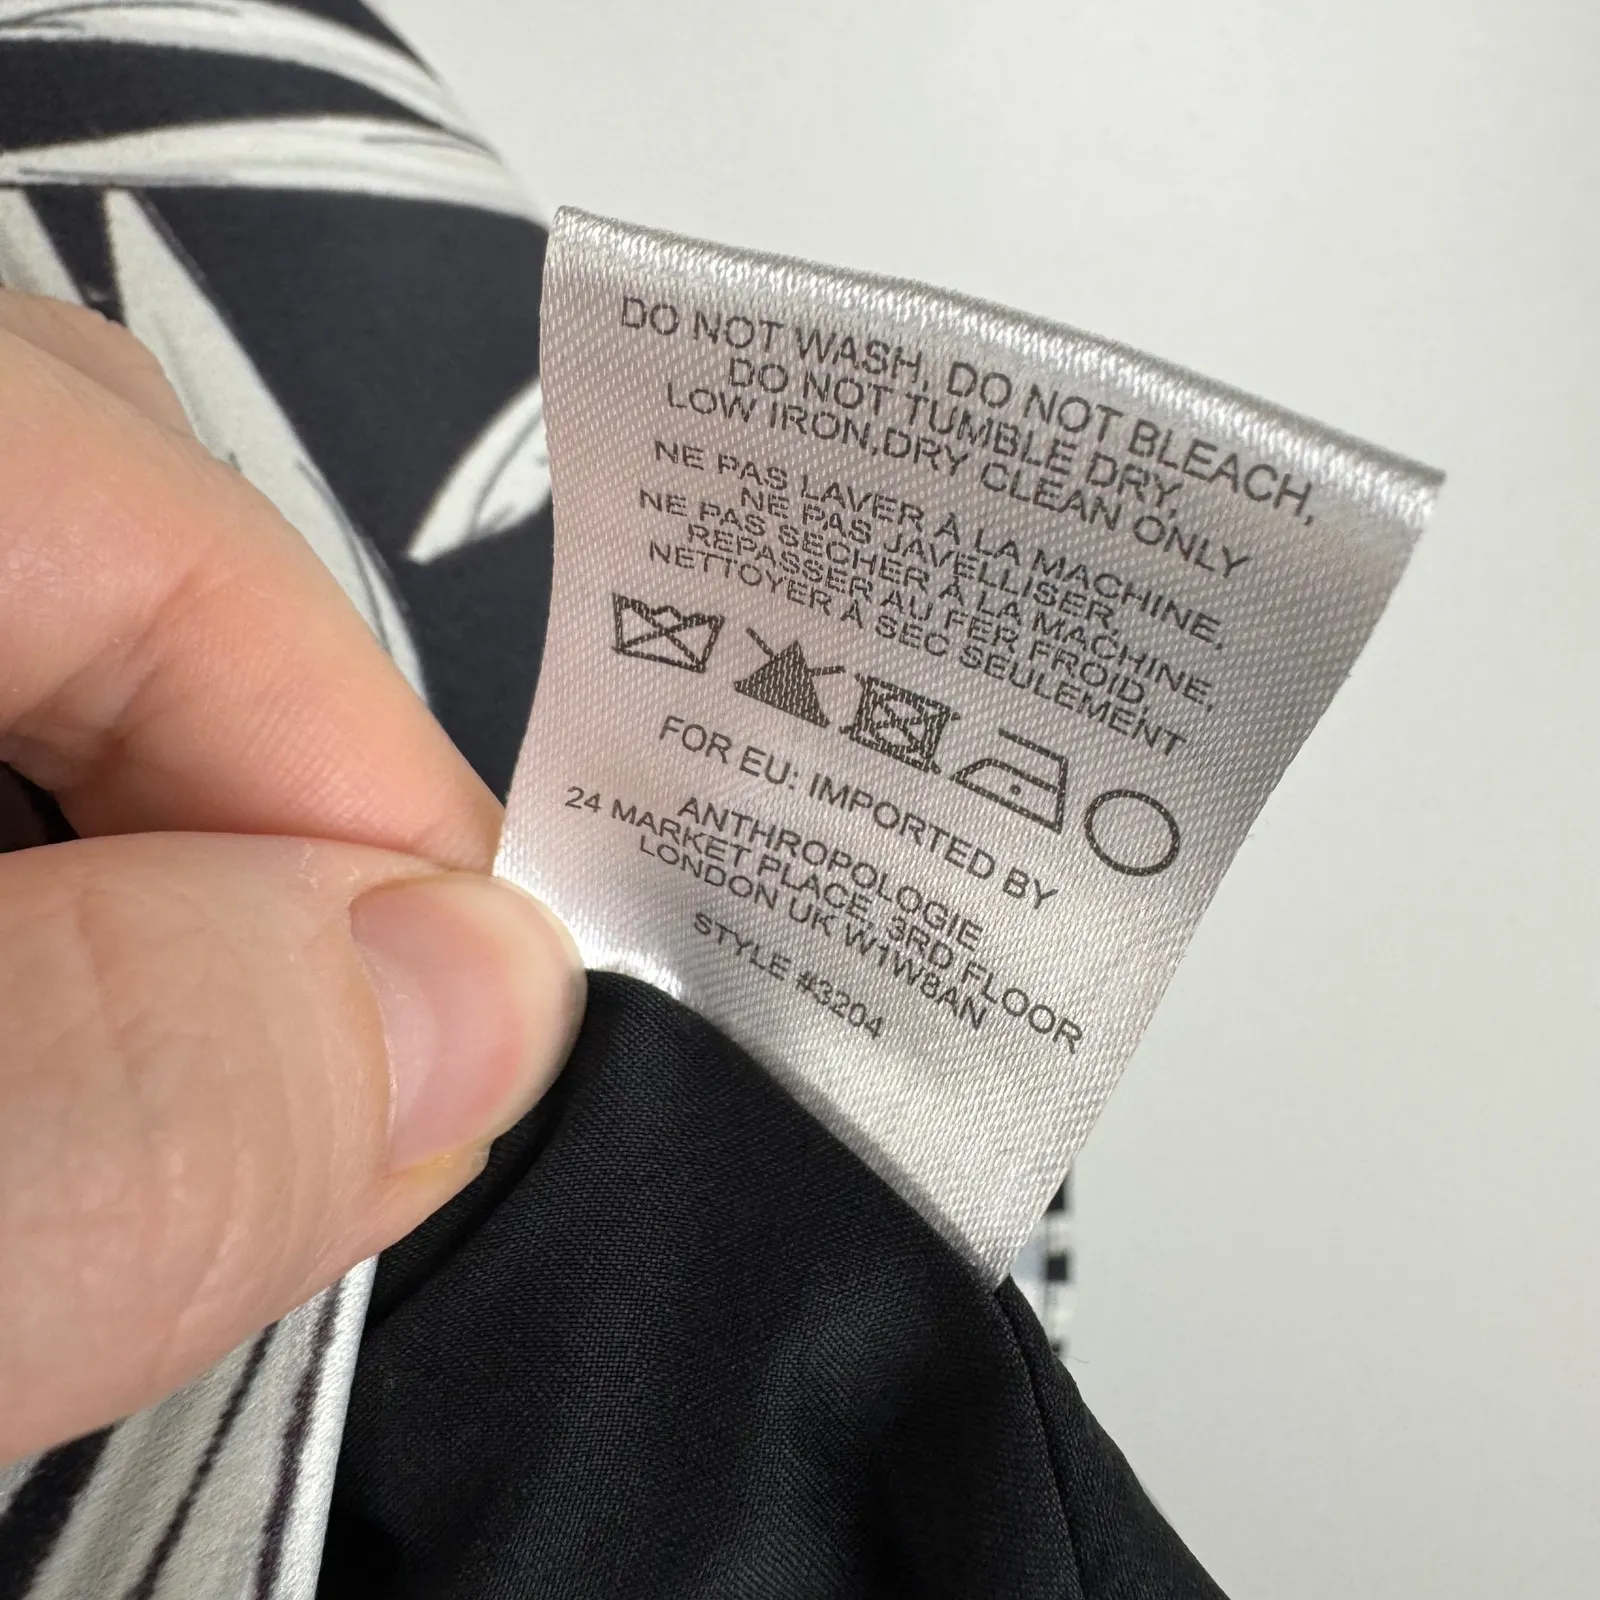 DO NOT WASH, DO NOT BLEACH,
DO NOT TUMBLE DRY,
LOW IRON,DRY CLEAN ONLY
NE PAS LAVER À LA MACHINE,
NE PAS JAVELLISER,
NE PAS SECHER À LA MACHINE,
REPASSER AU FER FROID,
NETTOYER À SEC SEULEMENT
FOR EU: IMPORTED BY
ANTHROPOLOGIE
24 MARKET PLACE, 3RD FLOOR
LONDON UK W1W8AN
STYLE #3204